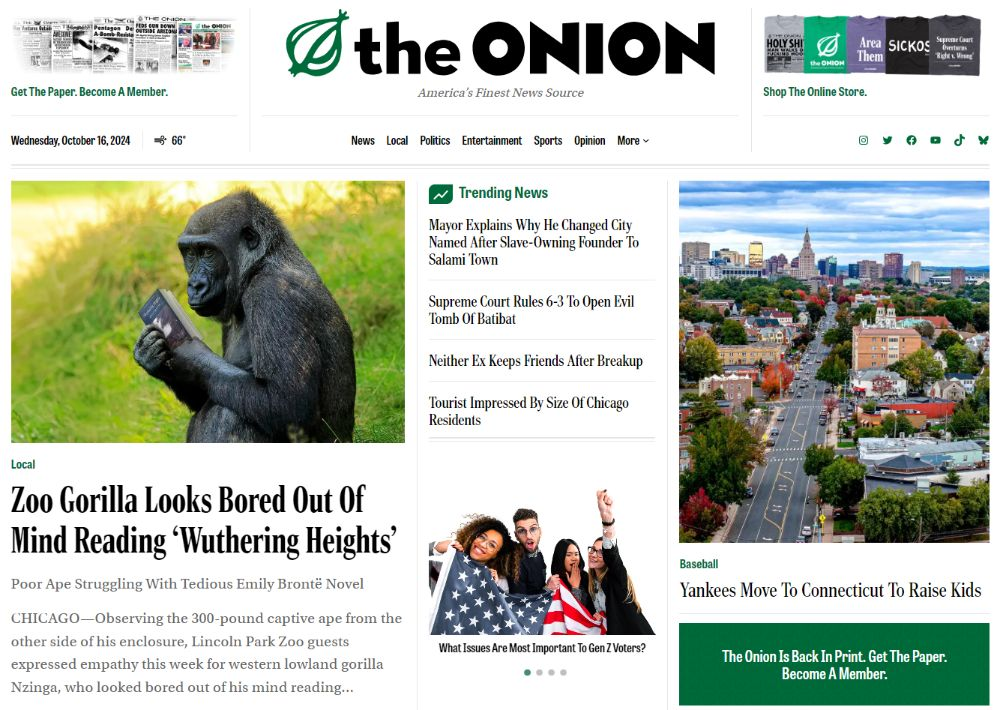 the ONION
America's Finest News Source
Get The Paper. Become A Member.
HOLY SHI
the ONION
Area
Them
SICKOS
Supreme Court
Overturns
'Right v. Wrong'
Shop The Online Store.
Wednesday, October 16, 2024
66°
News Local Politics Entertainment Sports Opinion More
Local
Zoo Gorilla Looks Bored Out Of
Mind Reading ‘Wuthering Heights’
Poor Ape Struggling With Tedious Emily Brontë Novel
CHICAGO—Observing the 300-pound captive ape from the
other side of his enclosure, Lincoln Park Zoo guests
expressed empathy this week for western lowland gorilla
Nzinga, who looked bored out of his mind reading…
Trending News
Mayor Explains Why He Changed City
Named After Slave-Owning Founder To
Salami Town
Supreme Court Rules 6-3 To Open Evil
Tomb Of Batibat
Neither Ex Keeps Friends After Breakup
Tourist Impressed By Size Of Chicago
Residents
What Issues Are Most Important To Gen Z Voters?
Baseball
Yankees Move To Connecticut To Raise Kids
The Onion Is Back In Print. Get The Paper.
Become A Member.